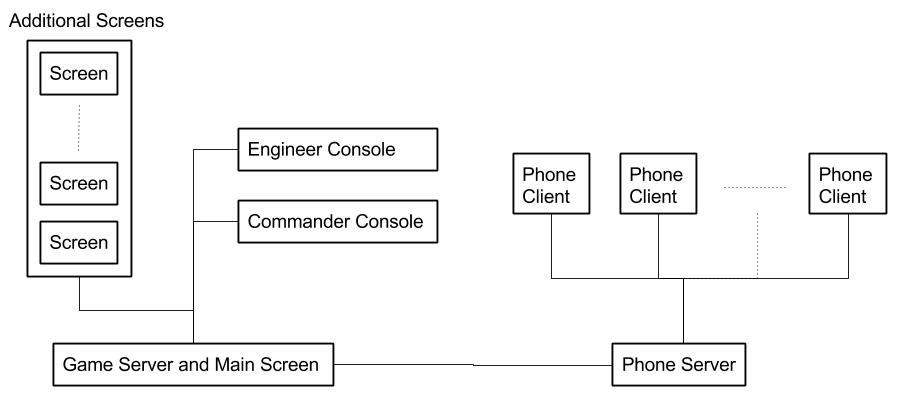 Additional Screens
Screen
Screen
Screen
Engineer Console
Commander Console
Phone
Client
Phone
Client
Phone
Client
Game Server and Main Screen
Phone Server